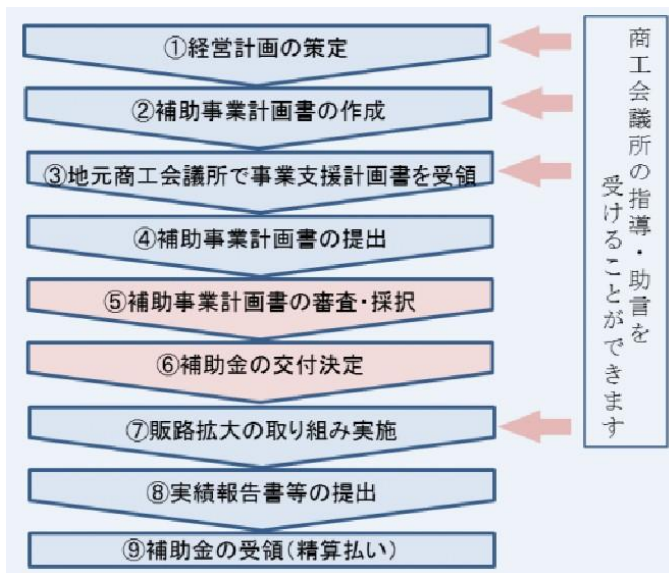 ①経営計画の策定
②補助事業計画書の作成
③地元商工会議所で事業支援計画書を受領
④補助事業計画書の提出
⑤補助事業計画書の審査・採択
⑥補助金の交付決定
⑦販路拡大の取り組み実施
⑧実績報告書等の提出
⑨補助金の受領(精算払い)
商工会議所の指導・助言を
受けることができます